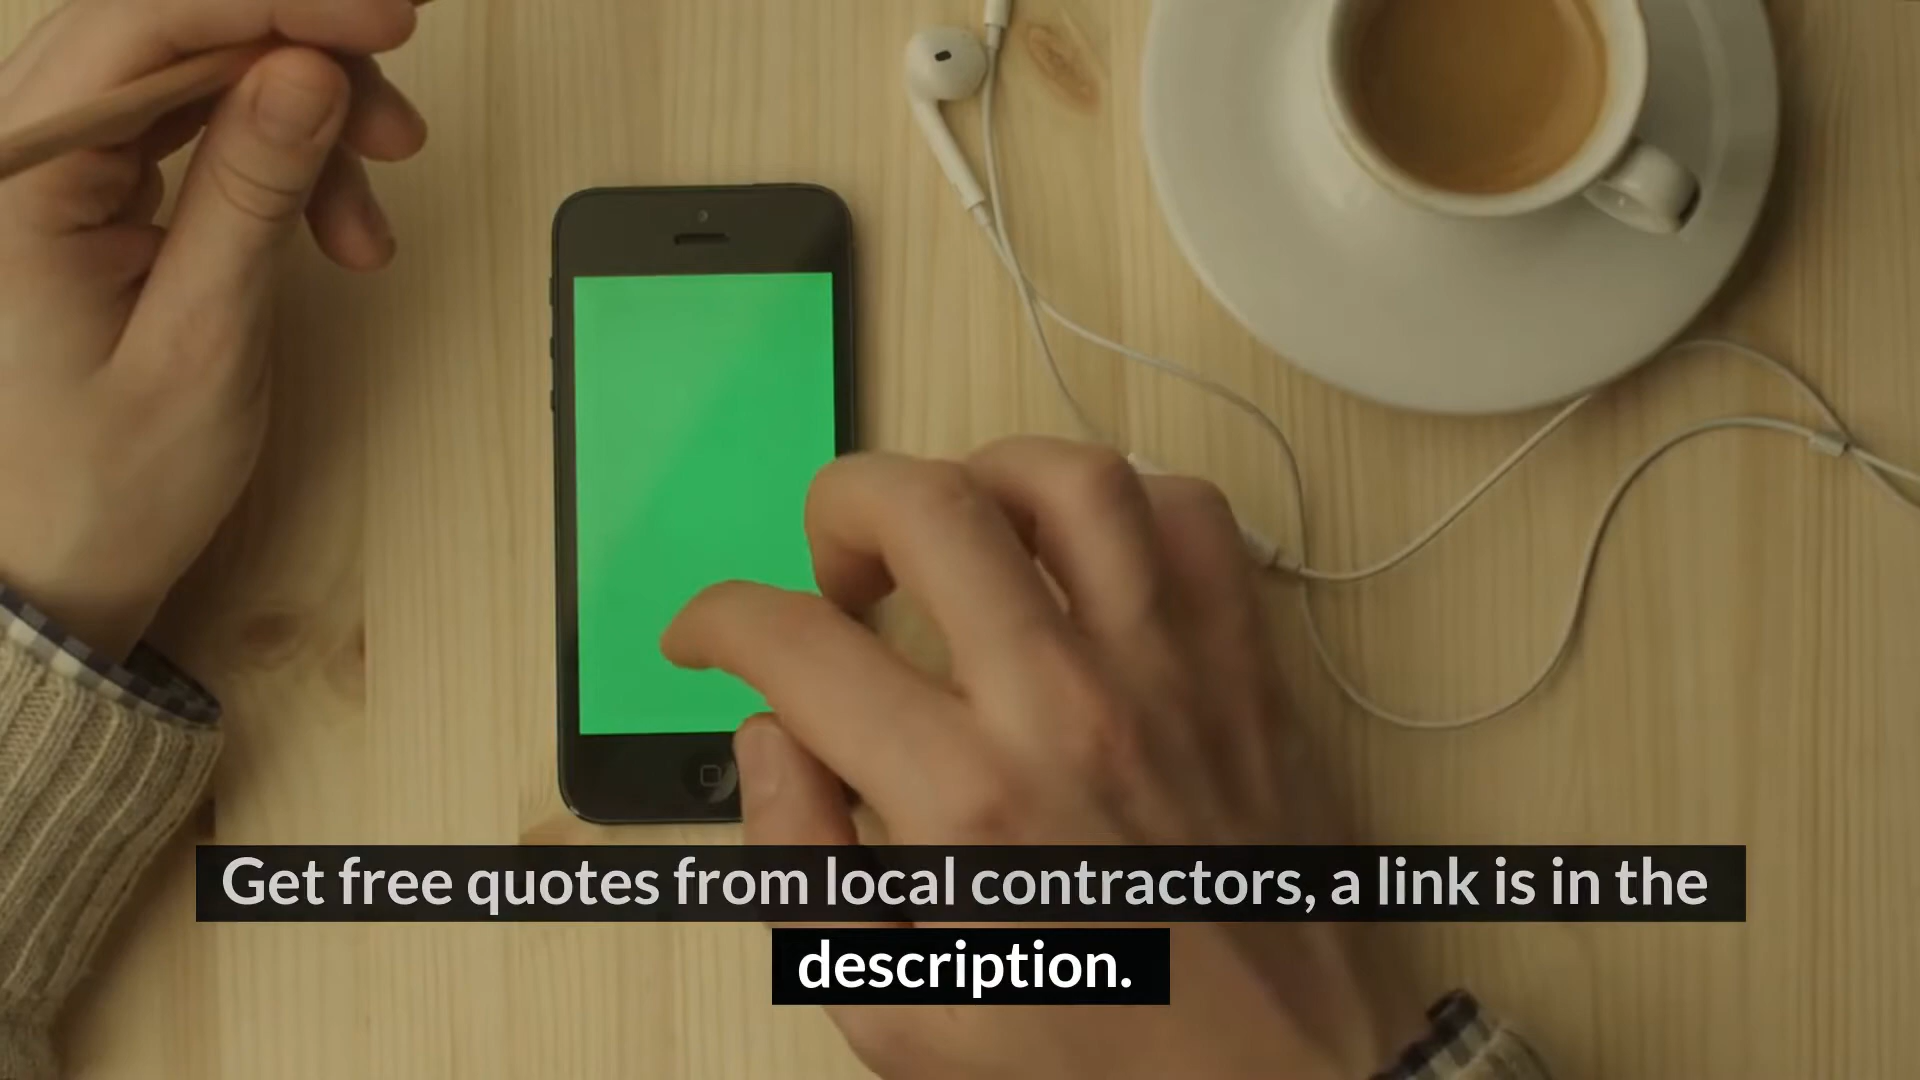 Get free quotes from local contractors, a link is in the
description.